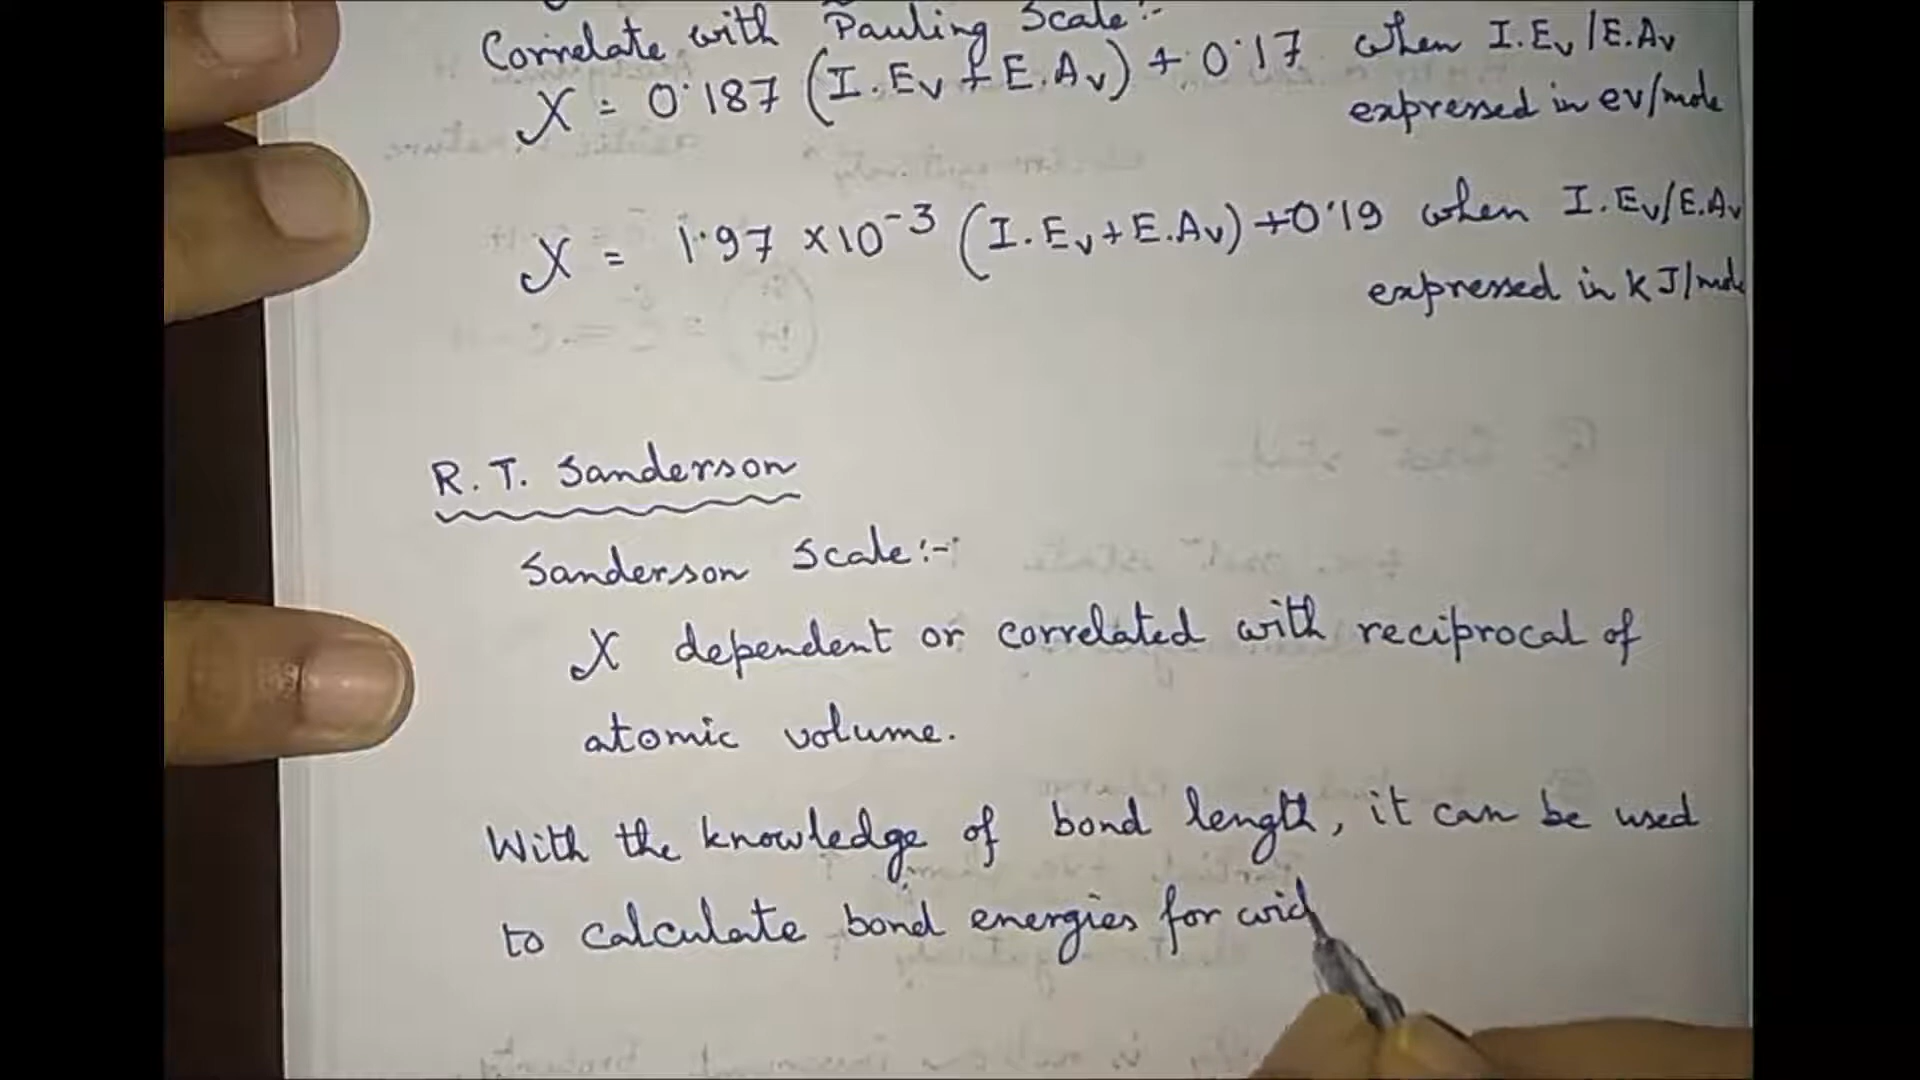 Correlate with Pauling Scale:-
X = 0.187 (I.Ev + E.Av) + 0.17 when I.Ev/E.Av
expressed in ev/mole
X = 1.97 x10-3 (I.Ev + E.Av) +0.19 when I.Ev/E.Av
expressed in kJ/mole
R. T. Sanderson
Sanderson Scale:-
X dependent or correlated with reciprocal of
atomic volume.
With the knowledge of bond length, it can be used
to calculate bond energies for wid